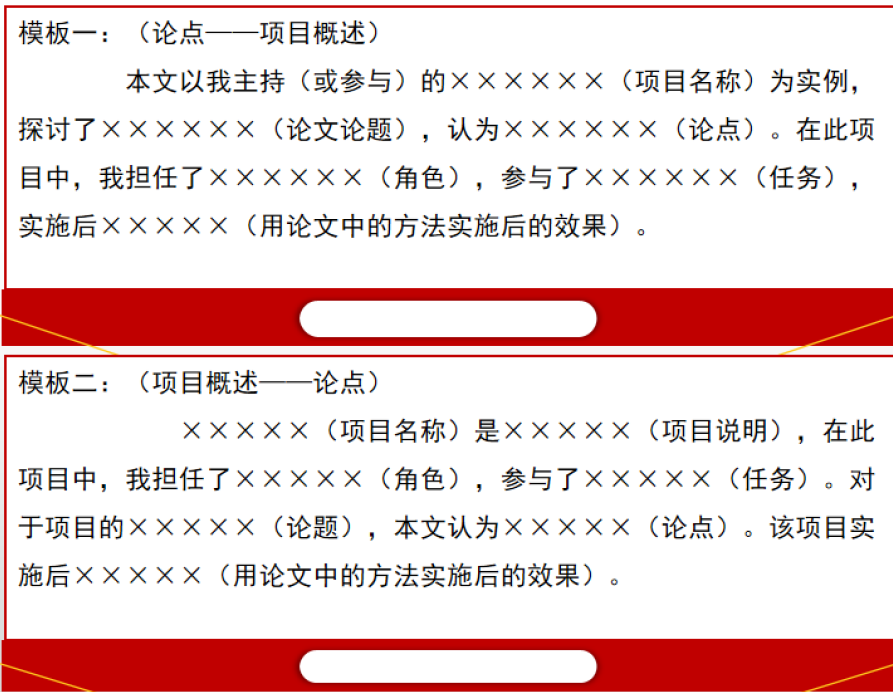 模板一：（论点——项目概述）
本文以我主持（或参与）的××××××（项目名称）为实例，
探讨了××××××（论文论题），认为××××××（论点）。在此项
目中，我担任了××××××（角色），参与了××××××（任务），
实施后×××××（用论文中的方法实施后的效果）。
模板二：（项目概述——论点）
×××××（项目名称）是×××××（项目说明），在此
项目中，我担任了×××××（角色），参与了×××××（任务）。对
于项目的×××××（论题），本文认为×××××（论点）。该项目实
施后×××××（用论文中的方法实施后的效果）。